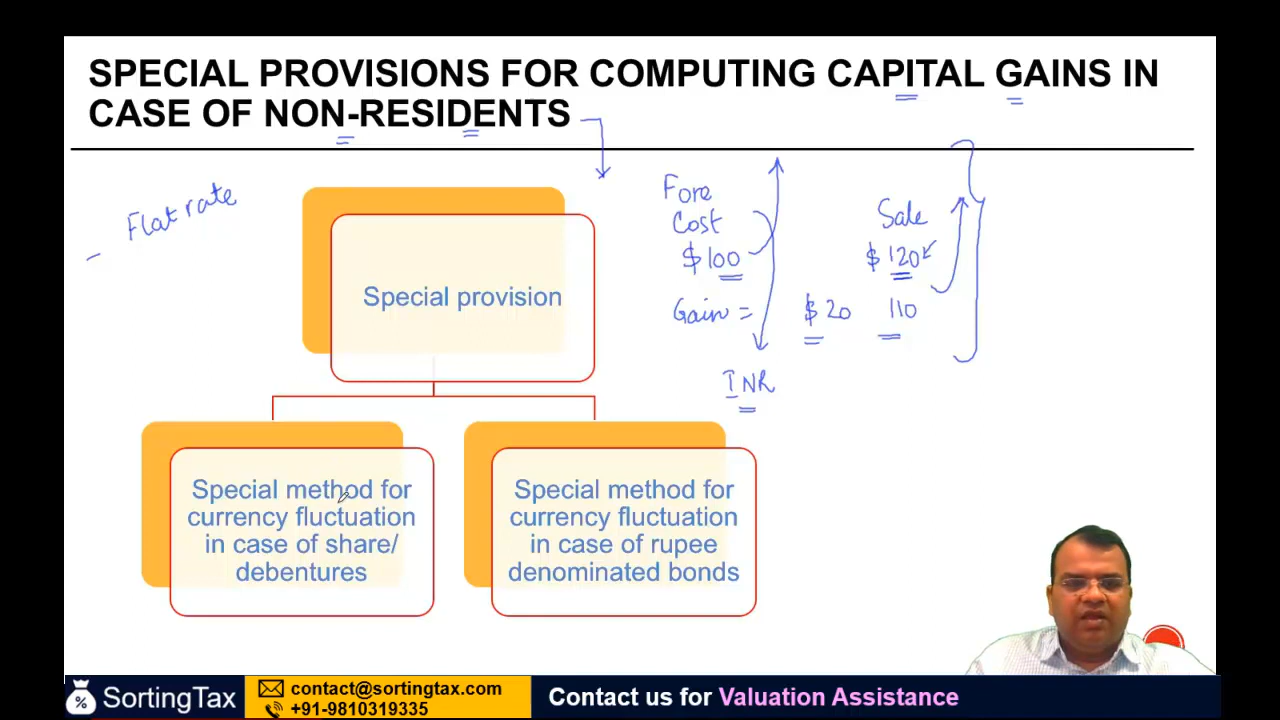 SPECIAL PROVISIONS FOR COMPUTING CAPITAL GAINS IN
CASE OF NON-RESIDENTS
Flat rate
Special provision
Fore
Cost
$100
Sale
$120
Gain = $20 110
INR
Special method for
currency fluctuation
in case of share/
debentures
Special method for
currency fluctuation
in case of rupee
denominated bonds
SortingTax
contact@sortingtax.com
+91-9810319335
Contact us for Valuation Assistance